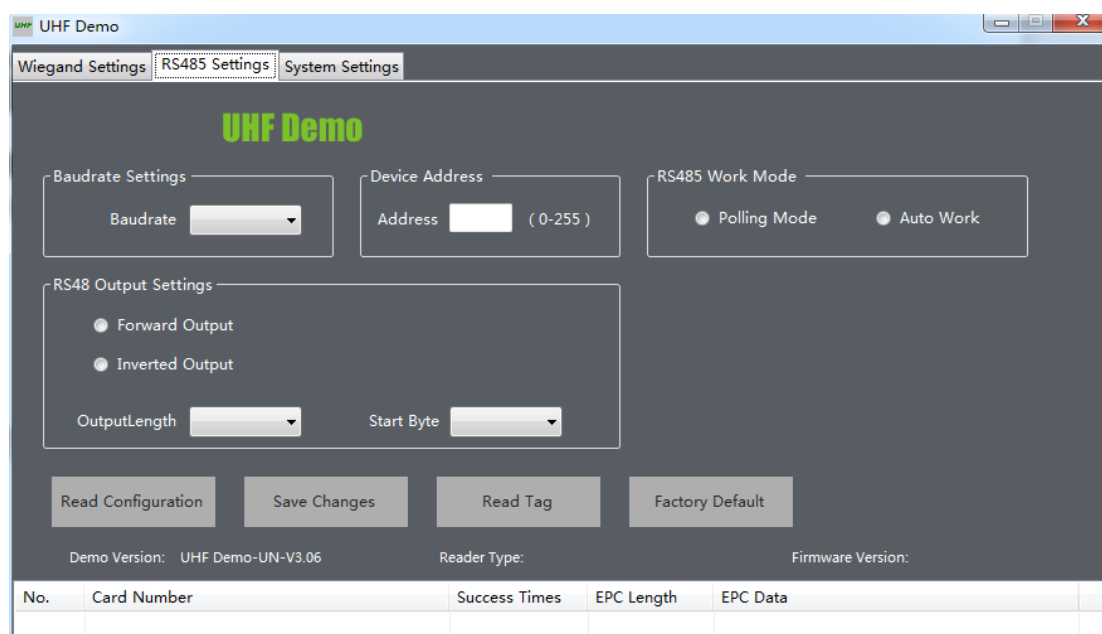 UHF UHF Demo
Wiegand Settings RS485 Settings System Settings
UHF Demo
Baudrate Settings Device Address RS485 Work Mode
Baudrate Address ( 0-255 ) Polling Mode Auto Work
RS48 Output Settings
Forward Output
Inverted Output
OutputLength Start Byte
Read Configuration Save Changes Read Tag Factory Default
Demo Version: UHF Demo-UN-V3.06 Reader Type: Firmware Version:
No. Card Number Success Times EPC Length EPC Data